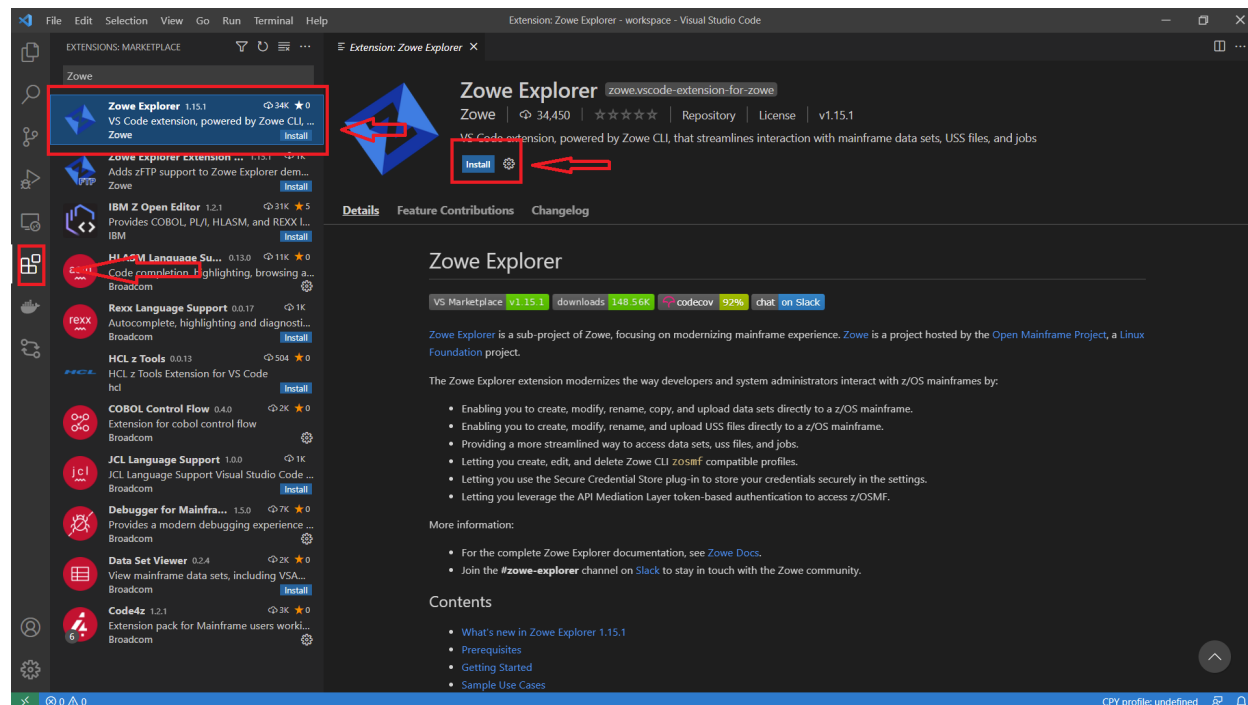 File Edit Selection View Go Run Terminal Help
Extension: Zowe Explorer - workspace - Visual Studio Code
EXTENSIONS: MARKETPLACE
Zowe
Zowe Explorer 1.15.1 34K ★ 0
VS Code extension, powered by Zowe CLI, ...
Zowe Install
Zowe Explorer Extension ... 1.15.1 1K
FTP
Adds zFTP support to Zowe Explorer dem...
Zowe Install
IBM Z Open Editor 1.2.1 31K ★ 5
Provides COBOL, PL/I, HLASM, and REXX l...
IBM Install
HLASM Language Su... 0.13.0 11K ★ 0
Code completion, highlighting, browsing a...
Broadcom
Rexx Language Support 0.0.17 1K
rexx
Autocomplete, highlighting and diagnosti...
Broadcom Install
HCL z Tools 0.0.13 504 ★ 0
HCL
HCL z Tools Extension for VS Code
hcl Install
COBOL Control Flow 0.4.0 2K ★ 0
Extension for cobol control flow
Broadcom
JCL Language Support 1.0.0 1K
jcl
JCL Language Support Visual Studio Code ...
Broadcom Install
Debugger for Mainfra... 1.5.0 7K ★ 0
Provides a modern debugging experience ...
Broadcom
Data Set Viewer 0.2.4 2K ★ 0
View mainframe data sets, including VSA...
Broadcom Install
Code4z 1.2.1 3K ★ 0
Extension pack for Mainframe users worki...
6
Broadcom
Extension: Zowe Explorer
Zowe Explorer zowe.vscode-extension-for-zowe
Zowe | 34,450 | ☆☆☆☆☆ | Repository | License | v1.15.1
VS Code extension, powered by Zowe CLI, that streamlines interaction with mainframe data sets, USS files, and jobs
Install
Details Feature Contributions Changelog
Zowe Explorer
VS Marketplace v1.15.1 downloads 148.56K codecov 92% chat on Slack
Zowe Explorer is a sub-project of Zowe, focusing on modernizing mainframe experience. Zowe is a project hosted by the Open Mainframe Project, a Linux
Foundation project.
The Zowe Explorer extension modernizes the way developers and system administrators interact with z/OS mainframes by:
• Enabling you to create, modify, rename, copy, and upload data sets directly to a z/OS mainframe.
• Enabling you to create, modify, rename, and upload USS files directly to a z/OS mainframe.
• Providing a more streamlined way to access data sets, uss files, and jobs.
• Letting you create, edit, and delete Zowe CLI zosmf compatible profiles.
• Letting you use the Secure Credential Store plug-in to store your credentials securely in the settings.
• Letting you leverage the API Mediation Layer token-based authentication to access z/OSMF.
More information:
• For the complete Zowe Explorer documentation, see Zowe Docs.
• Join the #zowe-explorer channel on Slack to stay in touch with the Zowe community.
Contents
• What's new in Zowe Explorer 1.15.1
• Prerequisites
• Getting Started
• Sample Use Cases
0 0
CPY profile: undefined